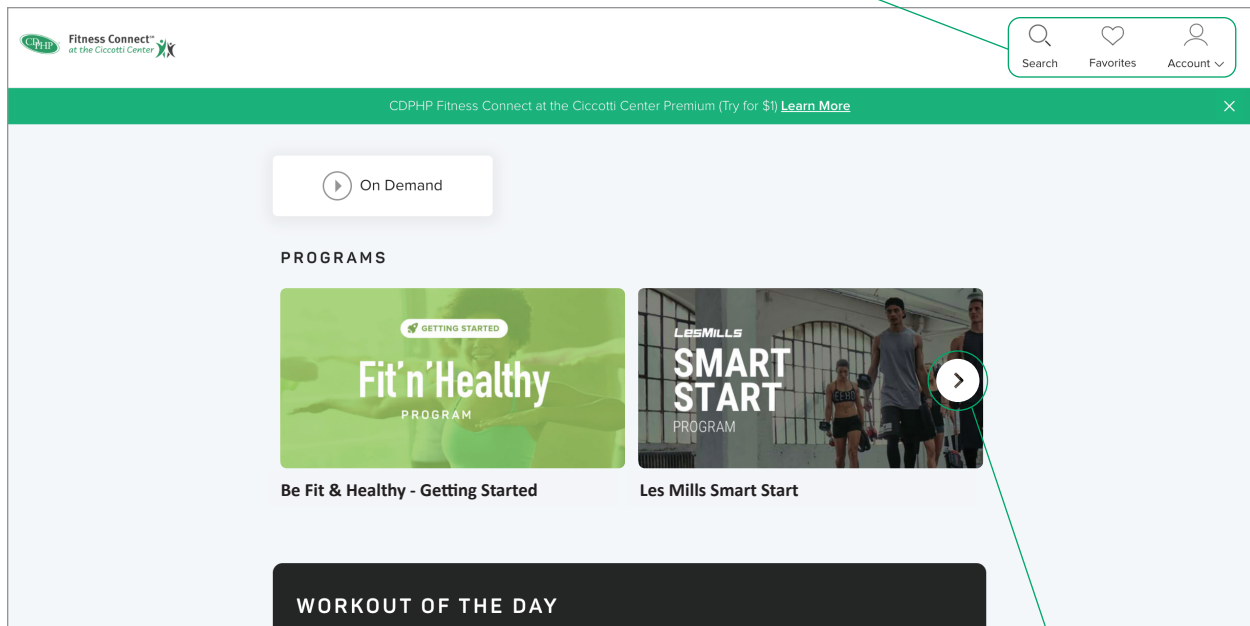 CDPHP
Fitness Connect℠
at the Ciccotti Center
Search
Favorites
Account
CDPHP Fitness Connect at the Ciccotti Center Premium (Try for $1) Learn More
On Demand
PROGRAMS
GETTING STARTED
Fit'n'Healthy
PROGRAM
LESMILLS
SMART
START
PROGRAM
Be Fit & Healthy - Getting Started
Les Mills Smart Start
WORKOUT OF THE DAY